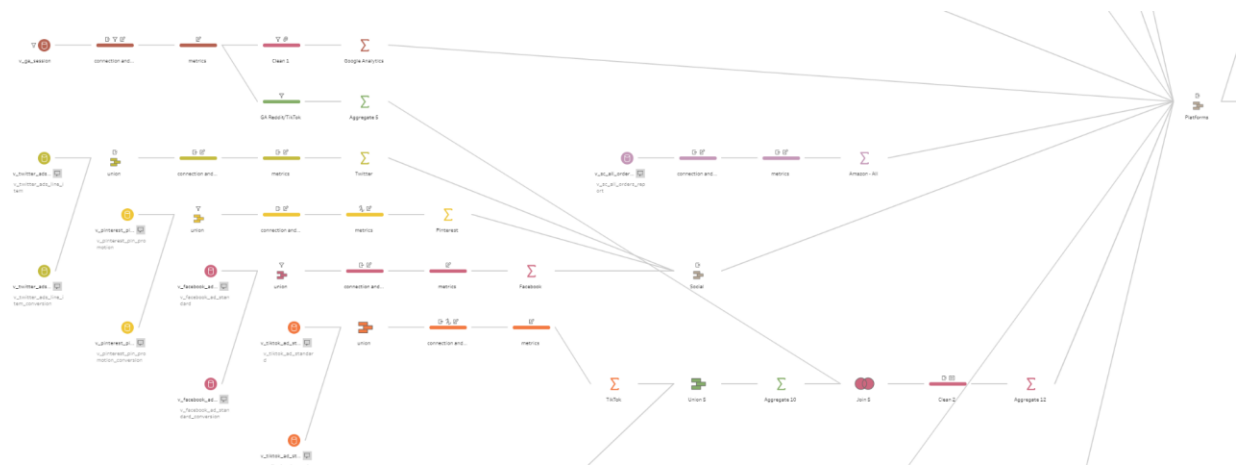 v_ga_session
connection and...
metrics
Clean 1
Google Analytics
Platforms
GA Reddit/TikTok
Aggregate 5
v_twitter_ads...
v_twitter_ads_line_i
tem
union
connection and...
metrics
Twitter
v_sc_all_order...
v_sc_all_orders_rep
ort
connection and...
metrics
Amazon - All
v_pinterest_pi...
v_pinterest_pin_pro
motion
union
connection and...
metrics
Pinterest
v_twitter_ads...
v_twitter_ads_line_i
tem_conversion
v_facebook_ad...
v_facebook_ad_stan
dard
union
connection and...
metrics
Facebook
Social
v_pinterest_pi...
v_pinterest_pin_pro
motion_conversion
v_tiktok_ad_st...
v_tiktok_ad_standar
d
union
connection and...
metrics
v_facebook_ad...
v_facebook_ad_stan
dard_conversion
TikTok
Union 5
Aggregate 10
Join 5
Clean 2
Aggregate 12
v_tiktok_ad_st...